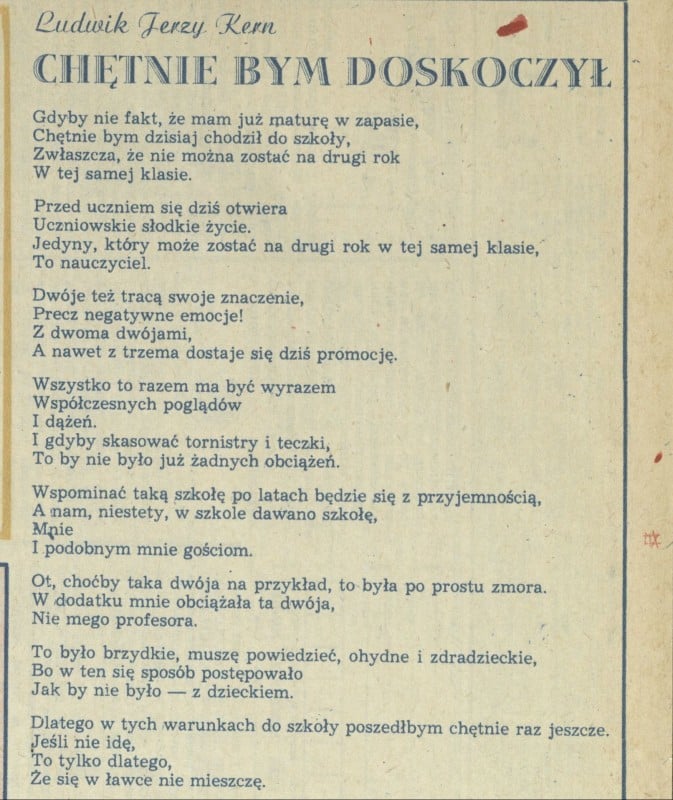 Ludwik Jerzy Kern
CHĘTNIE BYM DOSKOCZYŁ
Gdyby nie fakt, że mam już maturę w zapasie,
Chętnie bym dzisiaj chodził do szkoły,
Zwłaszcza, że nie można zostać na drugi rok
W tej samej klasie.
Przed uczniem się dziś otwiera
Uczniowskie słodkie życie.
Jedyny, który może zostać na drugi rok w tej samej klasie,
To nauczyciel.
Dwóje też tracą swoje znaczenie,
Precz negatywne emocje!
Z dwoma dwójami,
A nawet z trzema dostaje się dziś promocję.
Wszystko to razem ma być wyrazem
Współczesnych poglądów
I dążeń.
I gdyby skasować tornistry i teczki,
To by nie było już żadnych obciążeń.
Wspominać taką szkołę po latach będzie się z przyjemnością,
A nam, niestety, w szkole dawano szkołę,
Mnie
I podobnym mnie gościom.
Ot, choćby taka dwója na przykład, to była po prostu zmora.
W dodatku mnie obciążała ta dwója,
Nie mego profesora.
To było brzydkie, muszę powiedzieć, ohydne i zdradzieckie,
Bo w ten się sposób postępowało
Jak by nie było — z dzieckiem.
Dlatego w tych warunkach do szkoły poszedłbym chętnie raz jeszcze.
Jeśli nie idę,
To tylko dlatego,
Że się w ławce nie mieszczę.